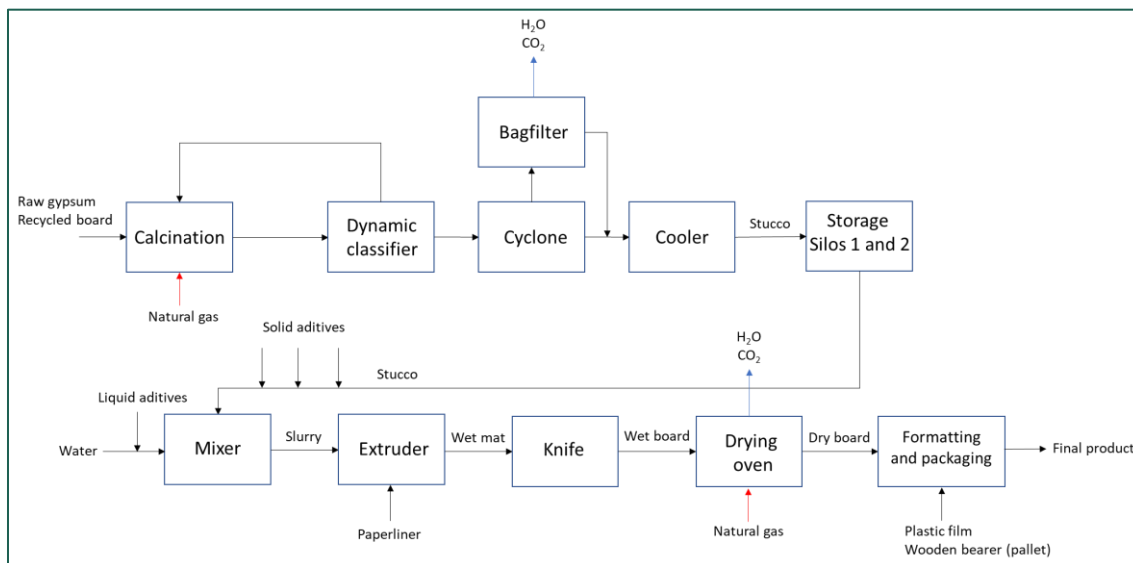 H₂O
CO₂
Bagfilter
Raw gypsum
Recycled board
Calcination
Dynamic
classifier
Cyclone
Cooler
Stucco
Storage
Silos 1 and 2
Natural gas
Solid aditives
H₂O
CO₂
Stucco
Liquid aditives
Water
Mixer
Slurry
Extruder
Wet mat
Knife
Wet board
Drying
oven
Dry board
Formatting
and packaging
Final product
Paperliner
Natural gas
Plastic film
Wooden bearer (pallet)